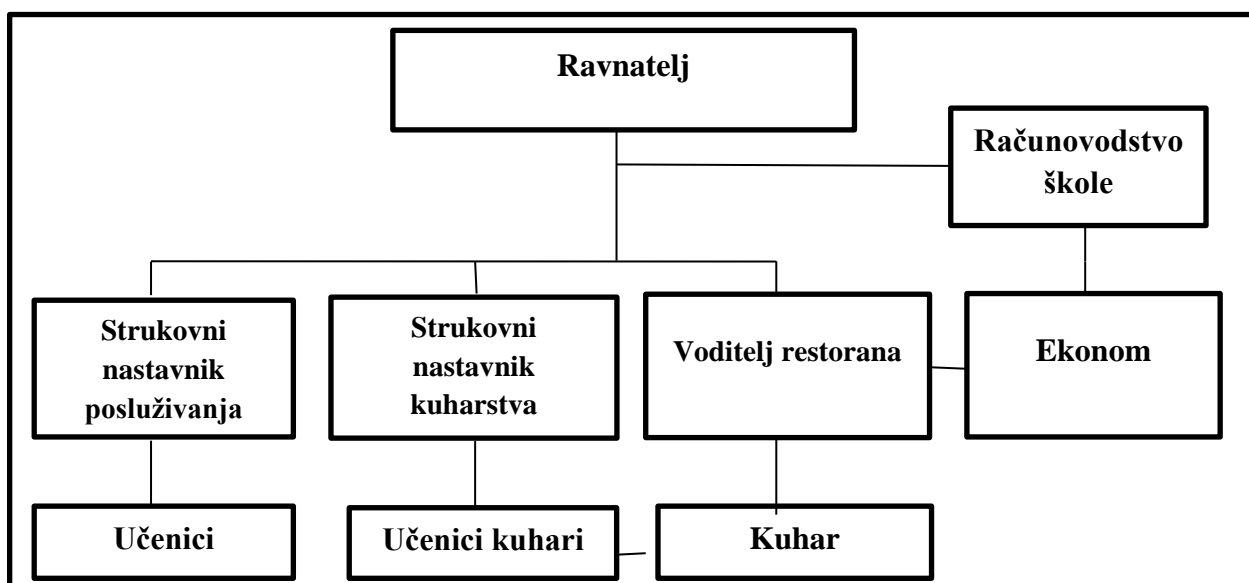 Ravnatelj
Računovodstvo
škole
Strukovni
nastavnik
posluživanja
Strukovni
nastavnik
kuharstva
Voditelj restorana
Ekonom
Učenici
Učenici kuhari
Kuhar